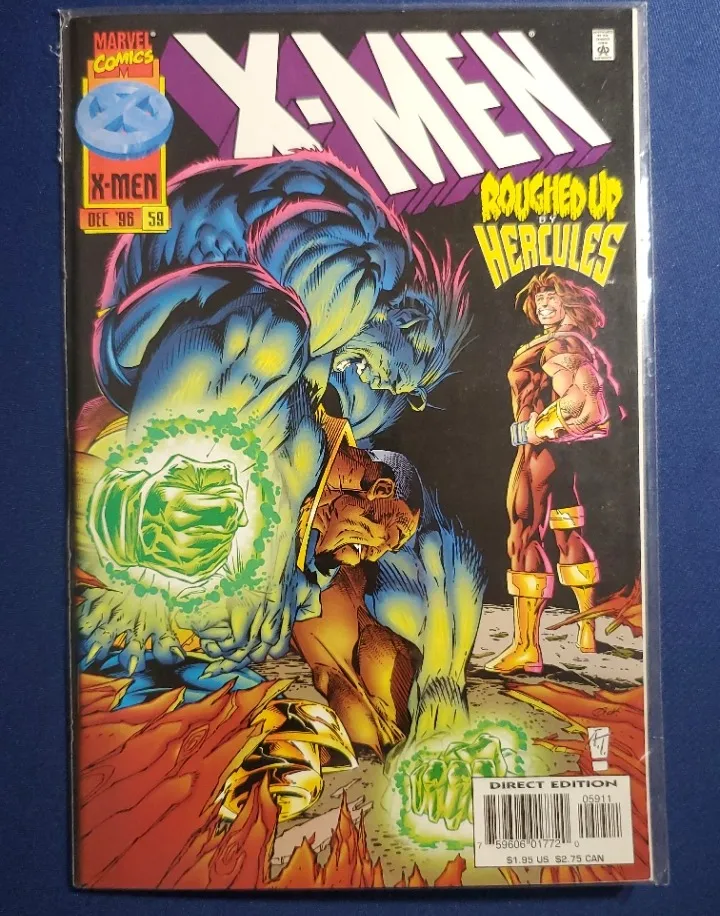 MARVEL
COMICS
X-MEN
X-MEN
DEC '96 59
ROUGHED UP
BY
HERCULES
DIRECT EDITION
05911
7 59606 01772 0
$1.95 US $2.75 CAN